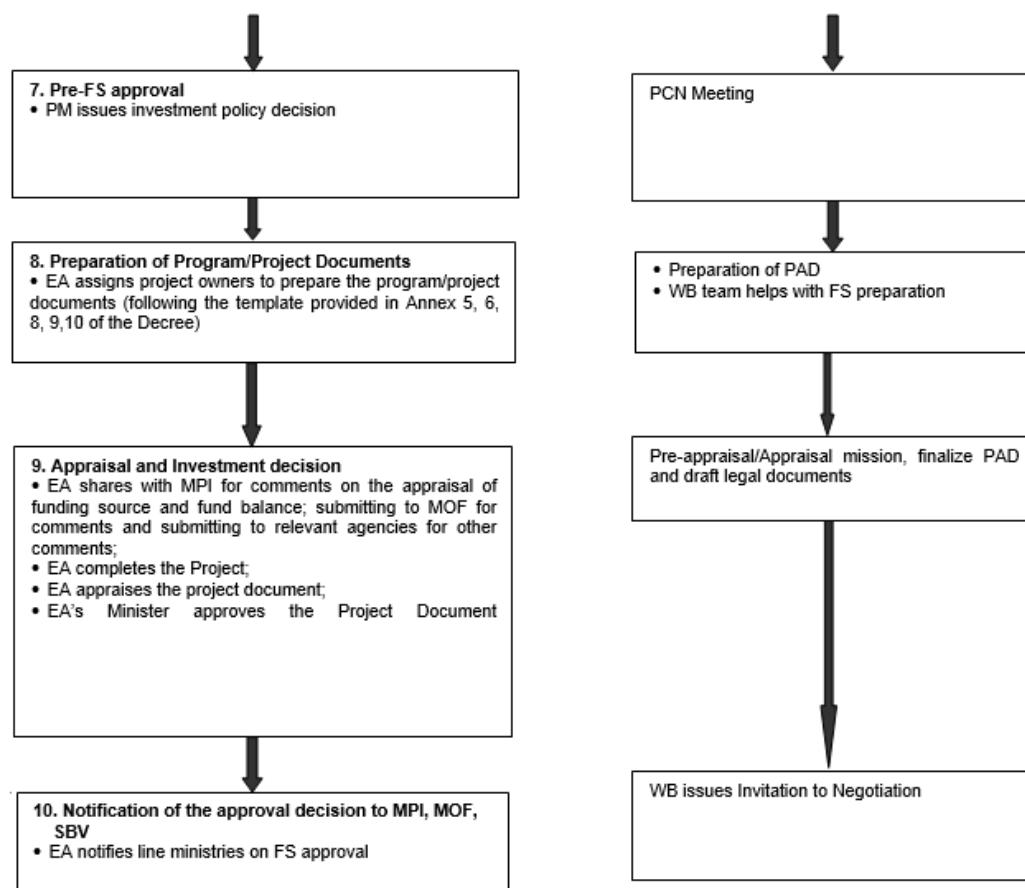 7. Pre-FS approval
• PM issues investment policy decision
PCN Meeting
8. Preparation of Program/Project Documents
• EA assigns project owners to prepare the program/project
documents (following the template provided in Annex 5, 6,
8, 9,10 of the Decree)
• Preparation of PAD
• WB team helps with FS preparation
9. Appraisal and Investment decision
• EA shares with MPI for comments on the appraisal of
funding source and fund balance; submitting to MOF for
comments and submitting to relevant agencies for other
comments;
• EA completes the Project;
• EA appraises the project document;
• EA's Minister approves the Project Document
Pre-appraisal/Appraisal mission, finalize PAD
and draft legal documents
10. Notification of the approval decision to MPI, MOF,
SBV
• EA notifies line ministries on FS approval
WB issues Invitation to Negotiation